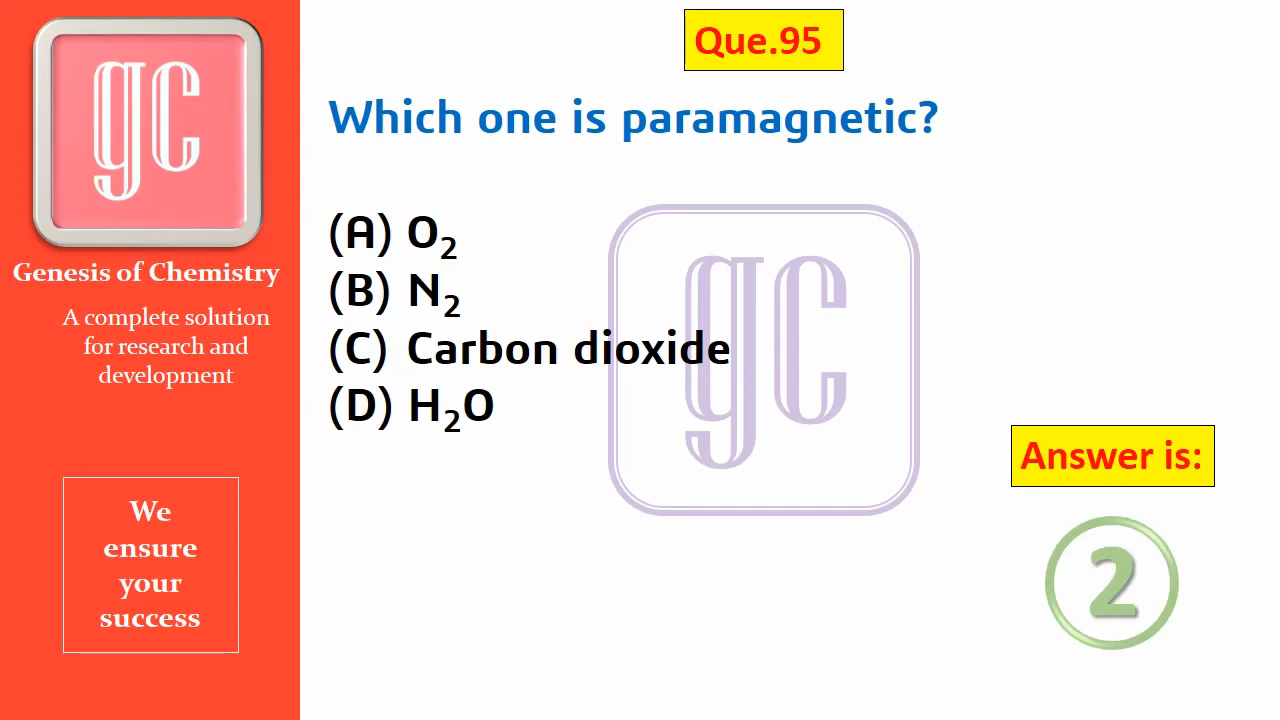 gc
Genesis of Chemistry
A complete solution
for research and
development
We
ensure
your
success
Que.95
Which one is paramagnetic?
(A) O₂
(B) N₂
(C) Carbon dioxide
(D) H₂O
gc
Answer is:
2